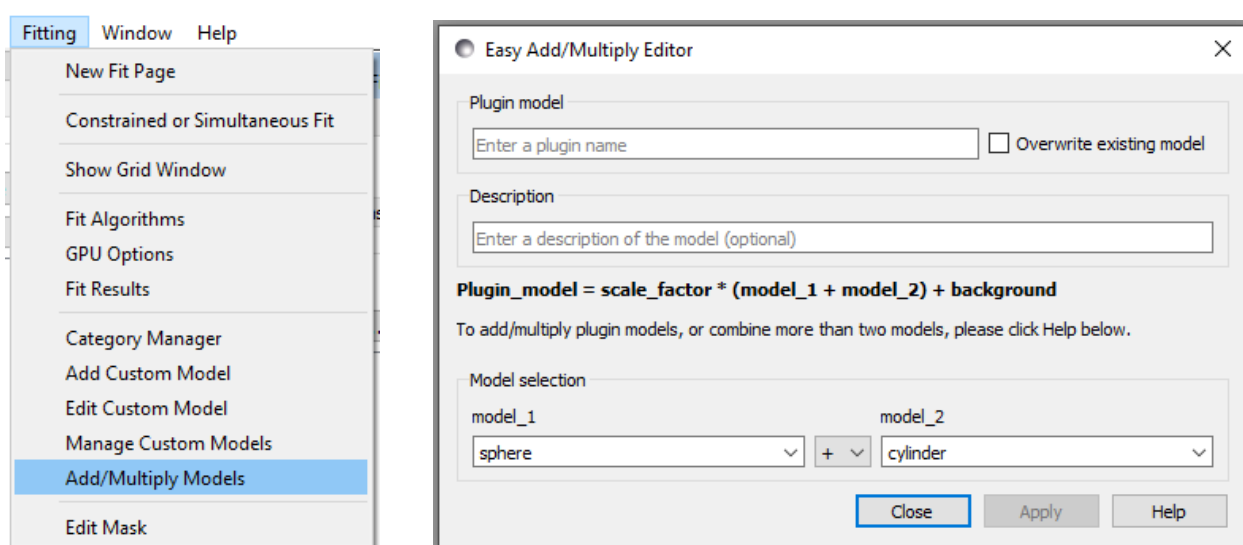 Fitting Window Help
New Fit Page
Constrained or Simultaneous Fit
Show Grid Window
Fit Algorithms
GPU Options
Fit Results
Category Manager
Add Custom Model
Edit Custom Model
Manage Custom Models
Add/Multiply Models
Edit Mask
Easy Add/Multiply Editor
Plugin model
Enter a plugin name
Overwrite existing model
Description
Enter a description of the model (optional)
Plugin_model = scale_factor * (model_1 + model_2) + background
To add/multiply plugin models, or combine more than two models, please click Help below.
Model selection
model_1 model_2
sphere + cylinder
Close Apply Help